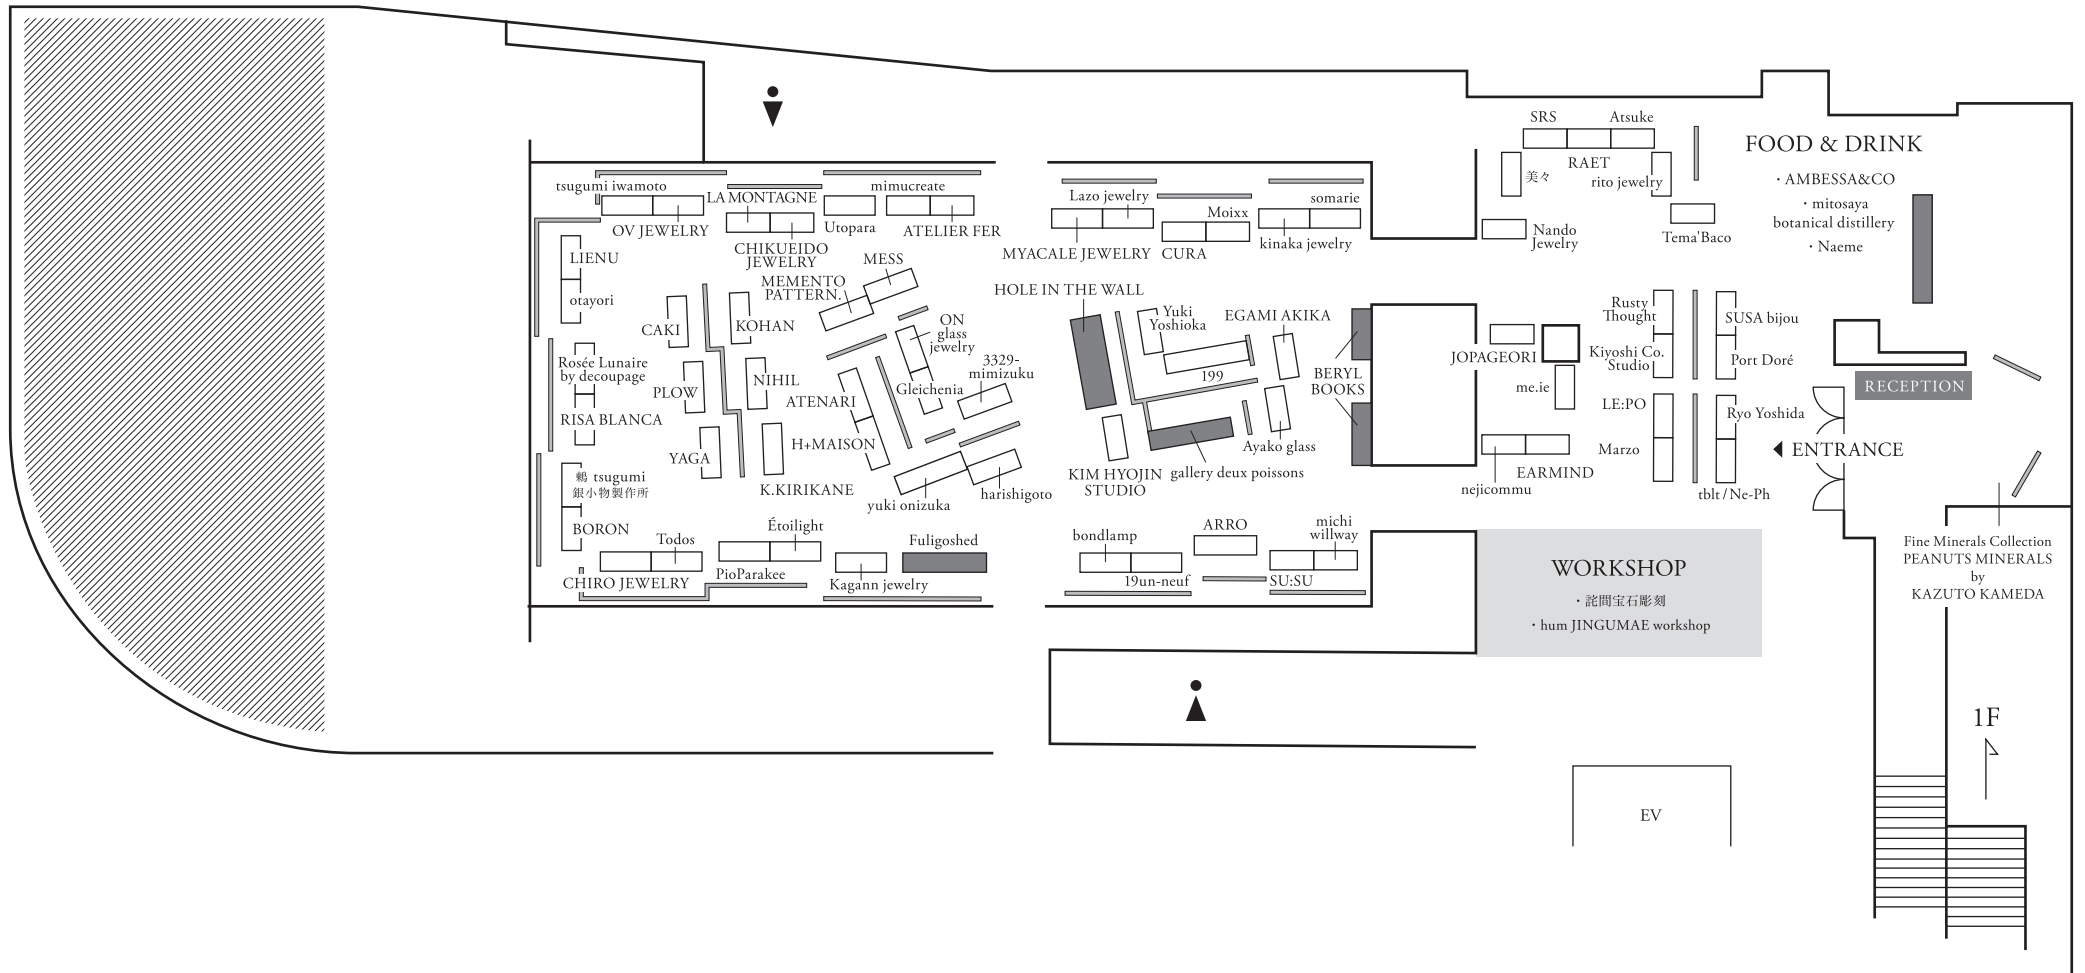 SRS
Atsuke
RAET
美々
rito jewelry
Nando
Jewelry
Tema'Baco
FOOD & DRINK
・AMBESSA&CO
・mitosaya
botanical distillery
・Naeme
tsugumi iwamoto
LA MONTAGNE
mimucreate
OV JEWELRY
CHIKUEIDO
JEWELRY
Utopara
ATELIER FER
Lazo jewelry
Moixx
somarie
MYACALE JEWELRY
CURA
kinaka jewelry
LIENU
otayori
Rosée Lunaire
by decoupage
RISA BLANCA
鶫 tsugumi
銀小物製作所
BORON
CAKI
PLOW
YAGA
KOHAN
NIHIL
K.KIRIKANE
MEMENTO
PATTERN.
MESS
ON
glass
jewelry
3329-
mimizuku
Gleichenia
ATENARI
H+MAISON
yuki onizuka
harishigoto
HOLE IN THE WALL
Yuki
Yoshioka
EGAMI AKIKA
199
BERYL
BOOKS
KIM HYOJIN
STUDIO
gallery deux poissons
Ayako glass
JOPAGEORI
me.ie
nejicommu
EARMIND
Rusty
Thought
Kiyoshi Co.
Studio
LE:PO
Marzo
SUSA bijou
Port Doré
Ryo Yoshida
tblt / Ne-Ph
RECEPTION
ENTRANCE
Todos
CHIRO JEWELRY
Étoilight
PioParakee
Fuligoshed
Kagann jewelry
bondlamp
19un-neuf
ARRO
michi
willway
SU:SU
WORKSHOP
・詫間宝石彫刻
・hum JINGUMAE workshop
Fine Minerals Collection
PEANUTS MINERALS
by
KAZUTO KAMEDA
1F
EV